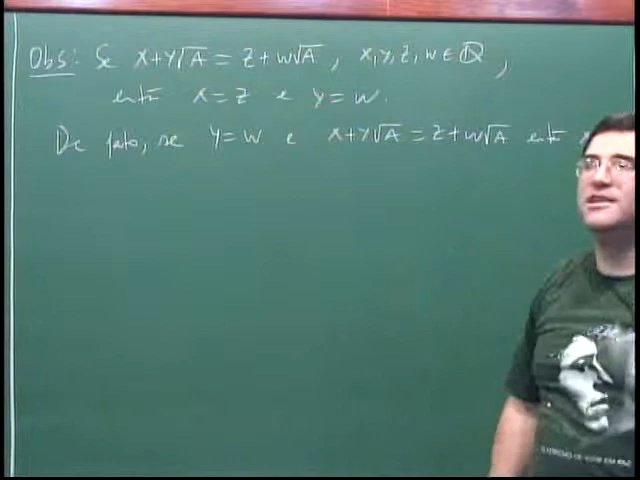 Obs: Se x+y√A = z+w√A, x,y,z,w ∈ ℚ,
então x=z e y=w.
De fato, se y=w e x+y√A = z+w√A então x